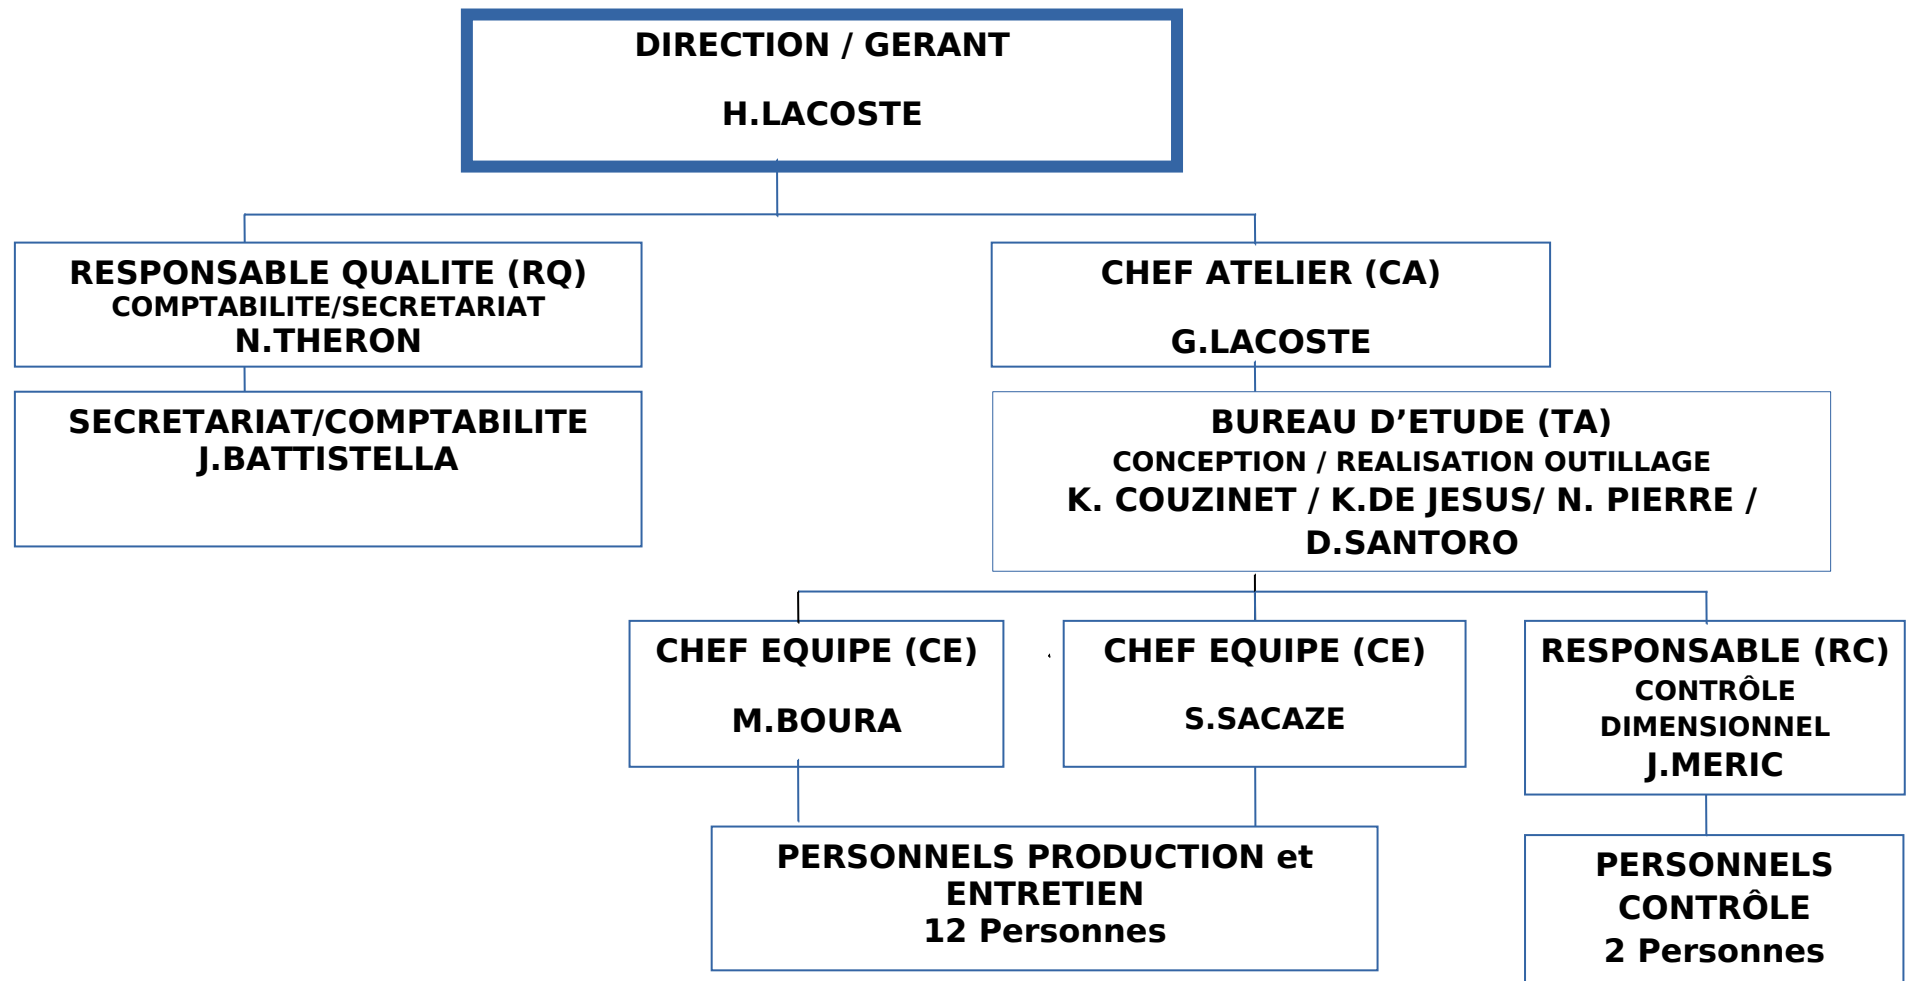 DIRECTION / GERANT
H.LACOSTE
RESPONSABLE QUALITE (RQ)
COMPTABILITE/SECRETARIAT
N.THERON
CHEF ATELIER (CA)
G.LACOSTE
SECRETARIAT/COMPTABILITE
J.BATTISTELLA
BUREAU D’ETUDE (TA)
CONCEPTION / REALISATION OUTILLAGE
K. COUZINET / K.DE JESUS/ N. PIERRE /
D.SANTORO
CHEF EQUIPE (CE)
M.BOURA
CHEF EQUIPE (CE)
S.SACAZE
RESPONSABLE (RC)
CONTRÔLE
DIMENSIONNEL
J.MERIC
PERSONNELS PRODUCTION et
ENTRETIEN
12 Personnes
PERSONNELS
CONTRÔLE
2 Personnes